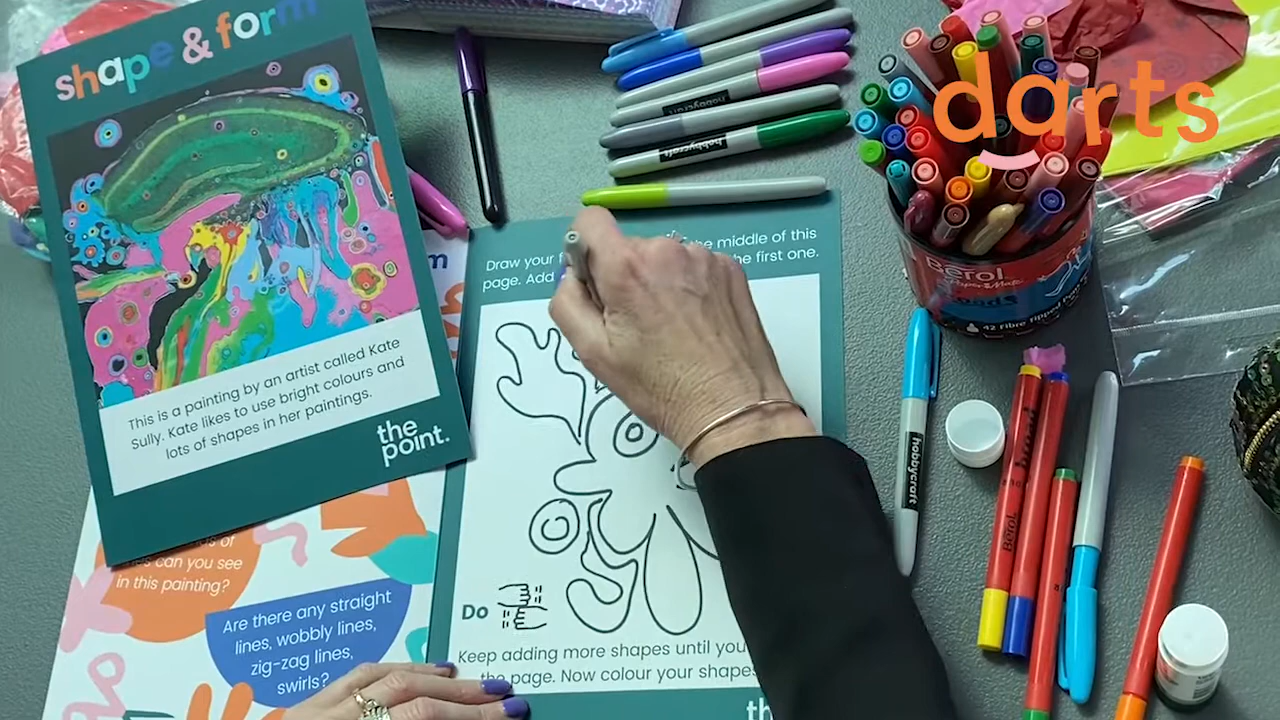 shape & form
This is a painting by an artist called Kate
Sully. Kate likes to use bright colours and
lots of shapes in her paintings.
the
point.
can you see
in this painting?
Are there any straight
lines, wobbly lines,
zig-zag lines,
swirls?
Draw your the middle of this
page. Add the first one.
Do
Keep adding more shapes until you
the page. Now colour your shapes
hobbycraft
hobbycraft
hobbycraft
Berol
PaperMate
42 Fibre Tipped
Berol
darts